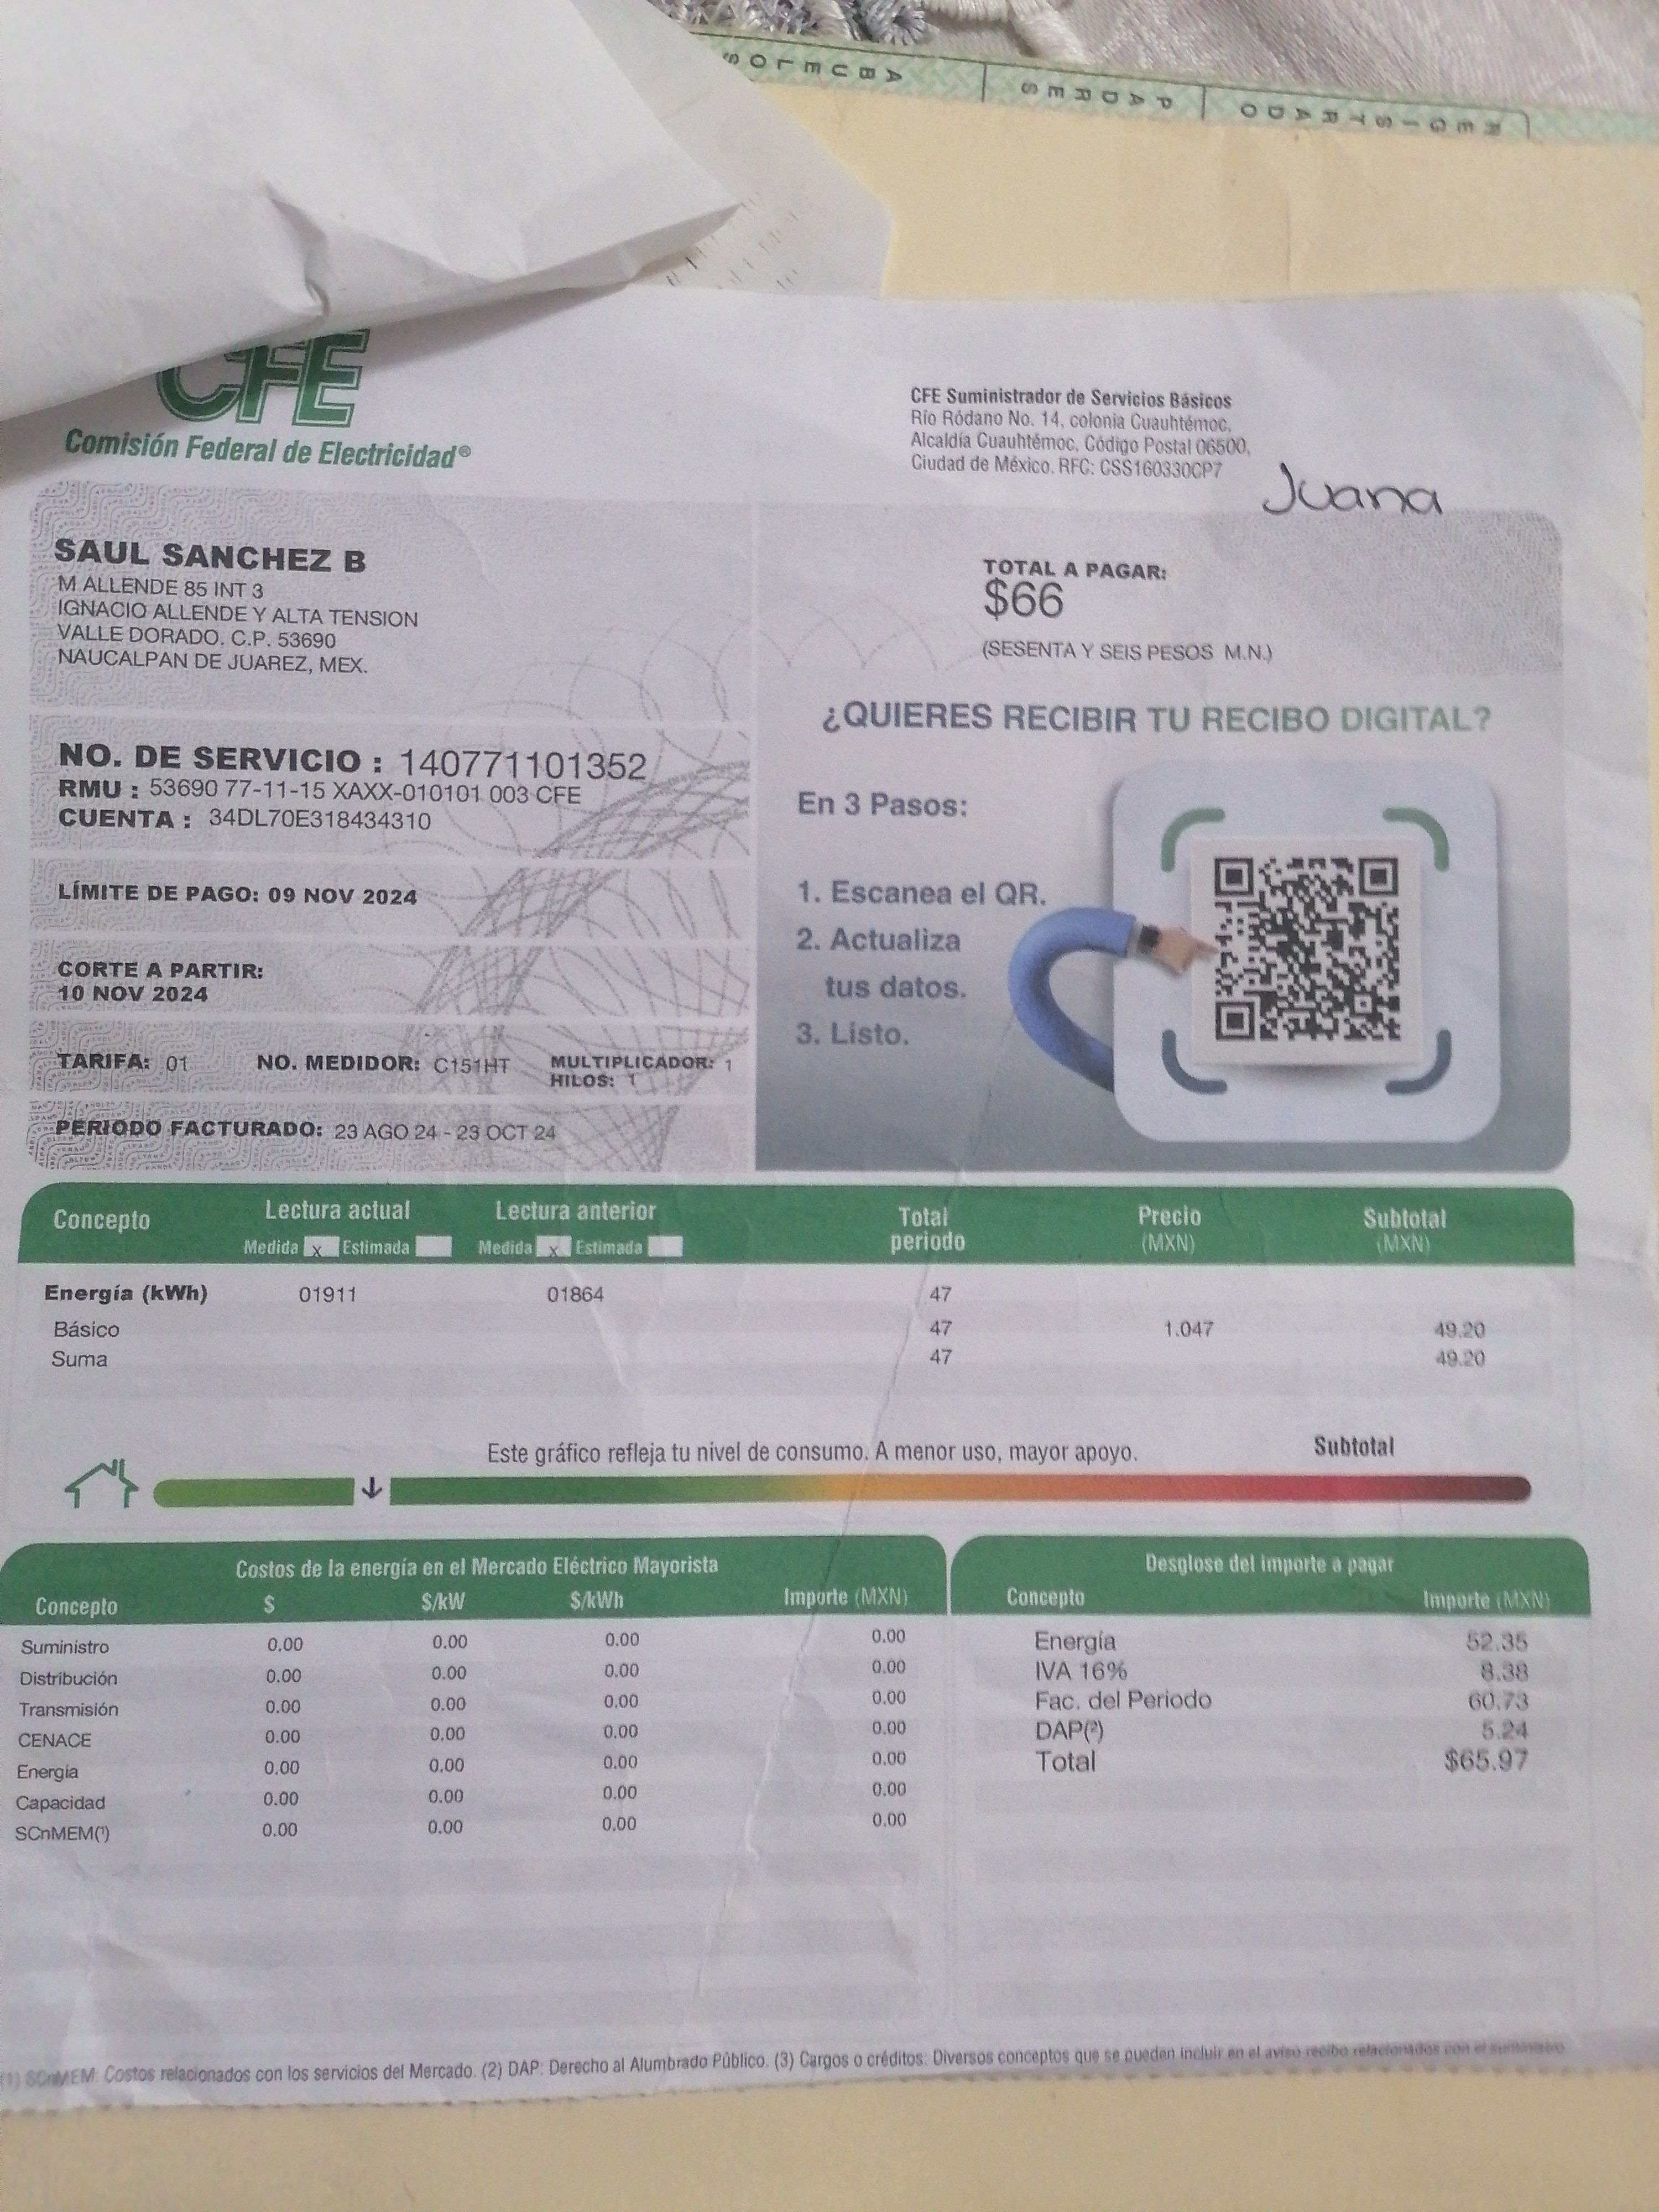 ABUELOS
PADRES
REGISTRADO
CFE
Comisión Federal de Electricidad®
CFE Suministrador de Servicios Básicos
Río Ródano No. 14, colonia Cuauhtémoc,
Alcaldía Cuauhtémoc, Código Postal 06500,
Ciudad de México. RFC: CSS160330CP7
Juana
SAUL SANCHEZ B
M ALLENDE 85 INT 3
IGNACIO ALLENDE Y ALTA TENSION
VALLE DORADO. C.P. 53690
NAUCALPAN DE JUAREZ, MEX.
TOTAL A PAGAR:
$66
(SESENTA Y SEIS PESOS M.N.)
NO. DE SERVICIO : 140771101352
RMU : 53690 77-11-15 XAXX-010101 003 CFE
CUENTA : 34DL70E318434310
LÍMITE DE PAGO: 09 NOV 2024
CORTE A PARTIR:
10 NOV 2024
TARIFA: 01 NO. MEDIDOR: C151HT MULTIPLICADOR: 1
HILOS: 1
PERIODO FACTURADO: 23 AGO 24 - 23 OCT 24
¿QUIERES RECIBIR TU RECIBO DIGITAL?
En 3 Pasos:
1. Escanea el QR.
2. Actualiza
tus datos.
3. Listo.
Concepto Lectura actual Lectura anterior Total periodo Precio (MXN) Subtotal (MXN)
Medida x Estimada Medida x Estimada
Energía (kWh) 01911 01864 47
Básico 47 1.047 49.20
Suma 47 49.20
Este gráfico refleja tu nivel de consumo. A menor uso, mayor apoyo. Subtotal
Costos de la energía en el Mercado Eléctrico Mayorista
Concepto $ $/kW $/kWh Importe (MXN)
Suministro 0.00 0.00 0.00 0.00
Distribución 0.00 0.00 0.00 0.00
Transmisión 0.00 0.00 0.00 0.00
CENACE 0.00 0.00 0.00 0.00
Energía 0.00 0.00 0.00 0.00
Capacidad 0.00 0.00 0.00 0.00
SCnMEM(¹) 0.00 0.00 0.00 0.00
Desglose del importe a pagar
Concepto Importe (MXN)
Energía 52.35
IVA 16% 8.38
Fac. del Periodo 60.73
DAP(²) 5.24
Total $65.97
(1) SCnMEM: Costos relacionados con los servicios del Mercado. (2) DAP: Derecho al Alumbrado Público. (3) Cargos o créditos: Diversos conceptos que se pueden incluir en el aviso recibo relacionados con el suministro.